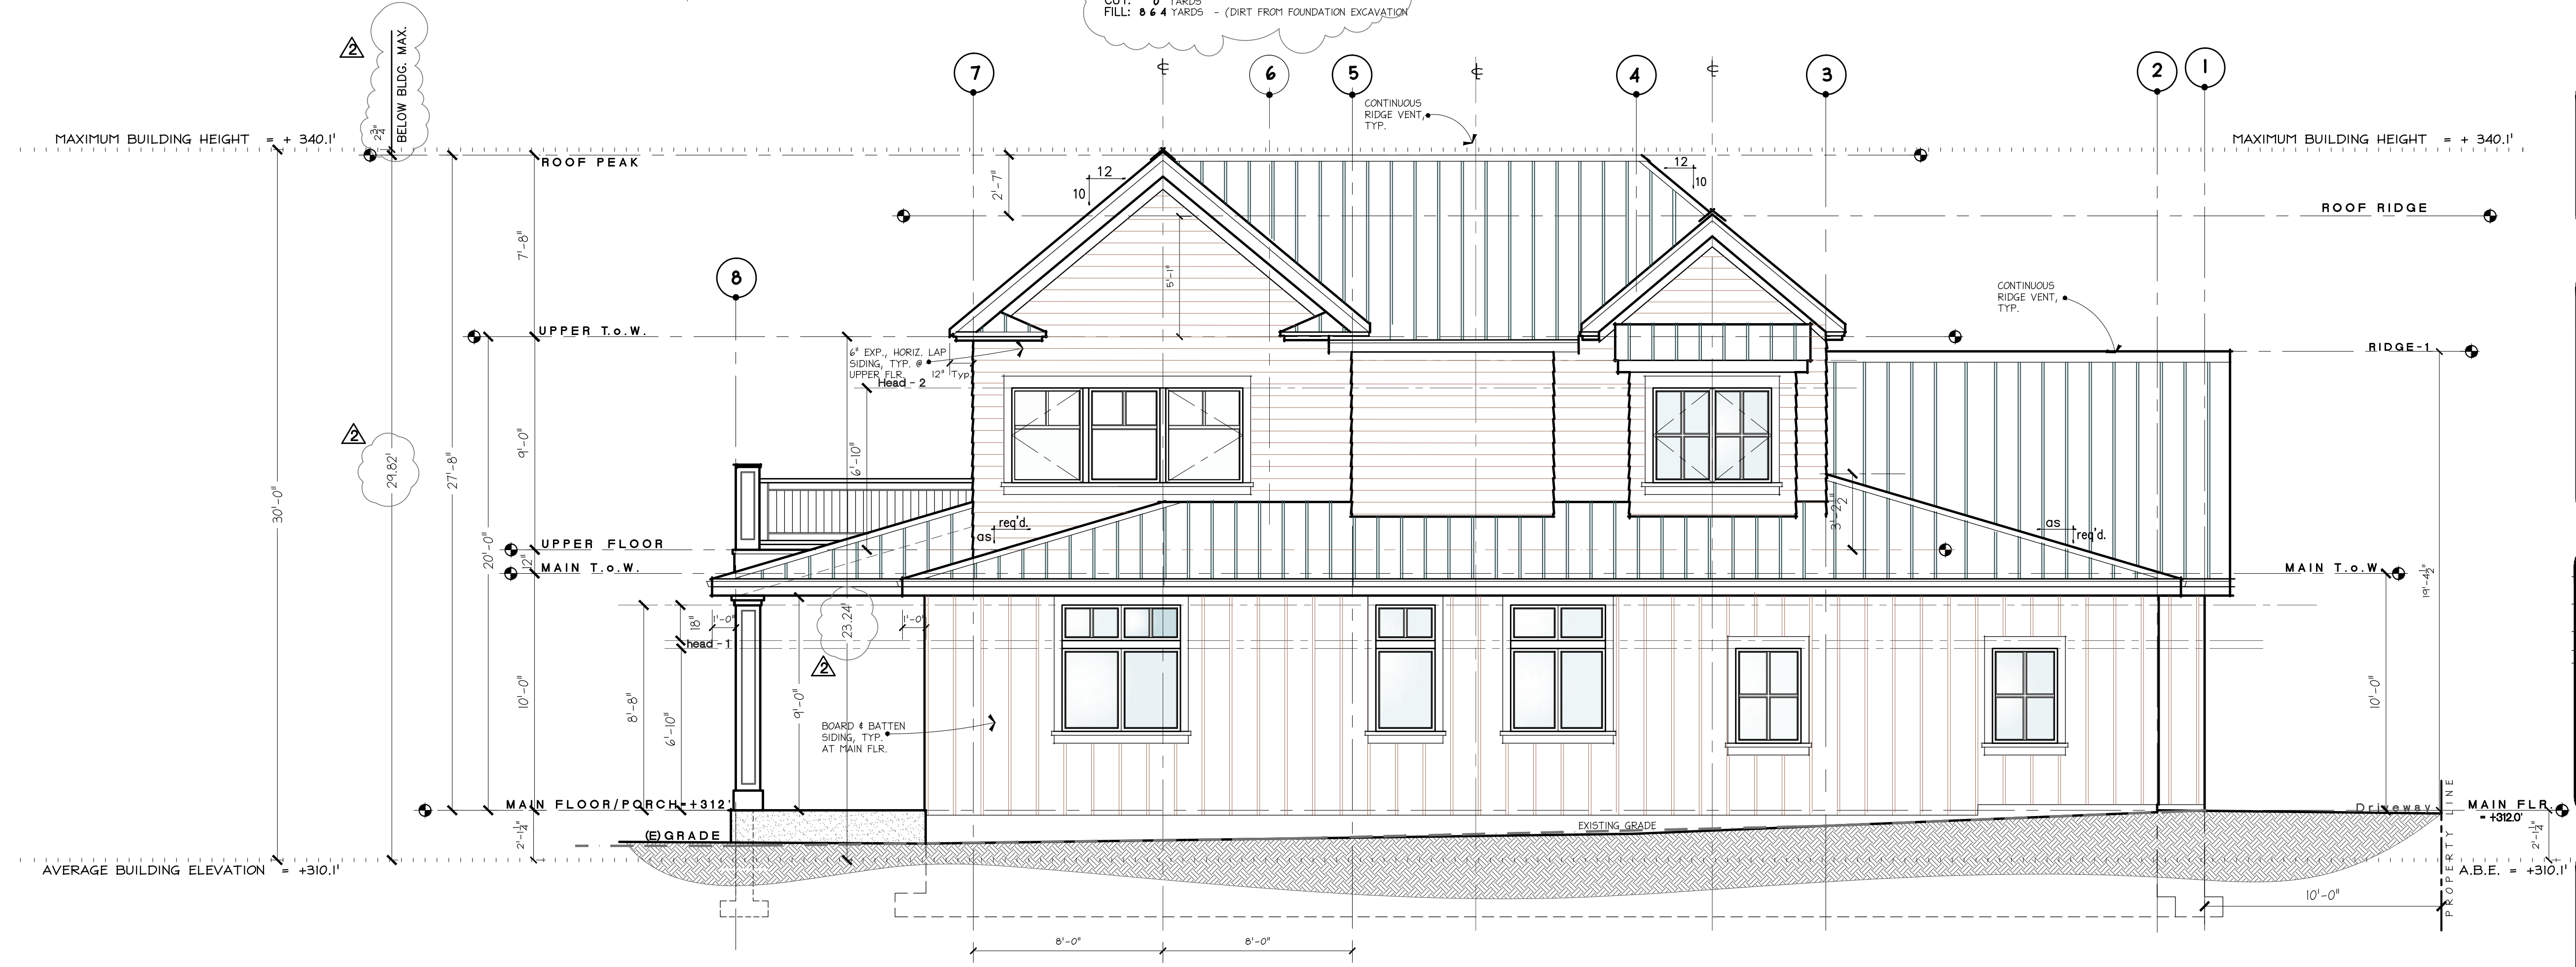 FILL: 864 YARDS - (DIRT FROM FOUNDATION EXCAVATION
2
BELOW BLDG. MAX.
2 3/4"
7
6
5
4
3
2
1
CONTINUOUS
RIDGE VENT,
TYP.
MAXIMUM BUILDING HEIGHT = + 340.1'
MAXIMUM BUILDING HEIGHT = + 340.1'
ROOF PEAK
12
10
2'-7"
12
10
ROOF RIDGE
7'-8"
5'-1"
8
CONTINUOUS
RIDGE VENT,
TYP.
UPPER T.o.W.
RIDGE-1
6" EXP., HORIZ. LAP
SIDING, TYP. @
UPPER FLR.
12" Typ.
Head - 2
2
29.82'
27'-8"
9'-0"
6'-10"
30'-0"
20'-0"
3'-2 1/2"
req'd.
as
as
req'd.
UPPER FLOOR
12"
MAIN T.o.W.
MAIN T.o.W.
19'-4 1/2"
18"
1'-0"
23.24'
1'-0"
head - 1
2
10'-0"
8'-8"
6'-10"
9'-0"
10'-0"
BOARD & BATTEN
SIDING, TYP.
AT MAIN FLR.
MAIN FLOOR/PORCH=+312'
Driveway
PROPERTY LINE
MAIN FLR.
= +312.0'
(E)GRADE
EXISTING GRADE
2'-1 1/4"
2'-1 1/4"
AVERAGE BUILDING ELEVATION = +310.1'
A.B.E. = +310.1'
10'-0"
8'-0"
8'-0"